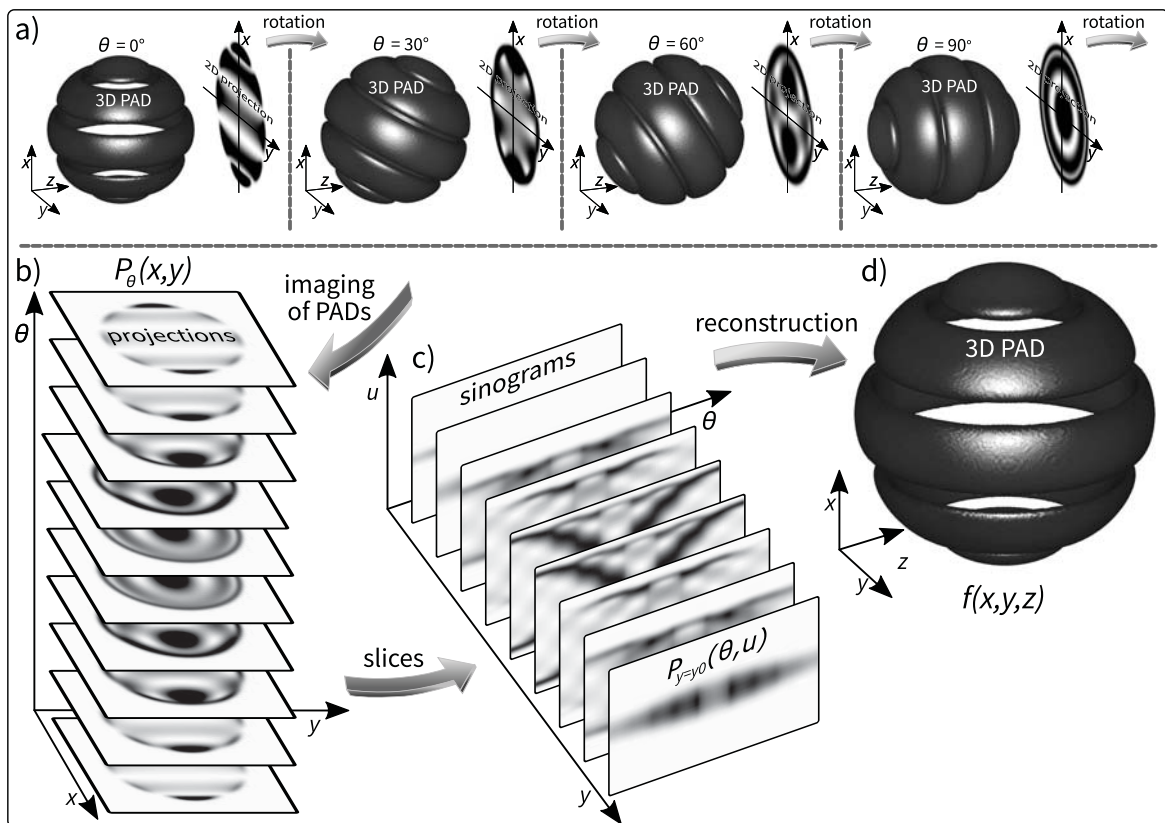 a)
θ = 0°
3D PAD
x
z
y
2D projection
x
y
rotation
θ = 30°
3D PAD
x
z
y
2D projection
x
y
rotation
θ = 60°
3D PAD
x
z
y
2D projection
x
y
rotation
θ = 90°
3D PAD
x
z
y
2D projection
x
y
rotation
b)
Pθ(x,y)
θ
projections
y
x
imaging
of PADs
slices
c)
u
sinograms
θ
Py=y0(θ,u)
y
reconstruction
d)
3D PAD
x
z
y
f(x,y,z)